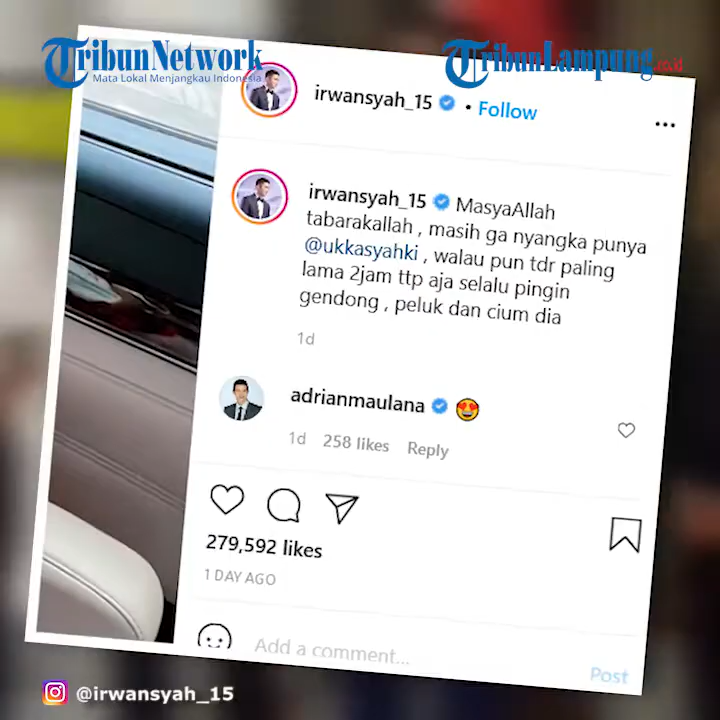 TribunNetwork
Mata Lokal Menjangkau Indonesia
TribunLampung.co.id
irwansyah_15 • Follow
irwansyah_15 MasyaAllah
tabarakallah , masih ga nyangka punya
@ukkasyahki , walau pun tdr paling
lama 2jam ttp aja selalu pingin
gendong , peluk dan cium dia
1d
adrianmaulana 😍
1d 258 likes Reply
279,592 likes
1 DAY AGO
Add a comment...
Post
@irwansyah_15